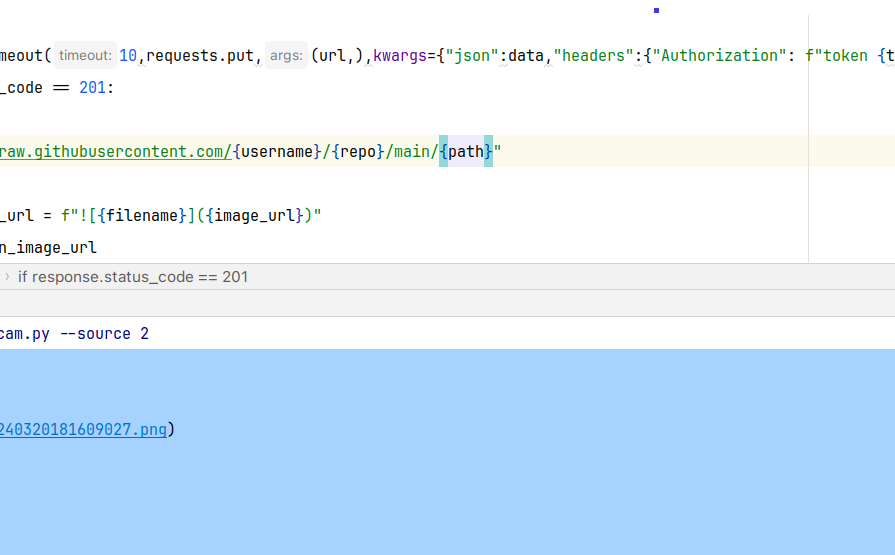 meout( timeout: 10,requests.put, args: (url,),kwargs={"json":data,"headers":{"Authorization": f"token {t
_code == 201:
raw.githubusercontent.com/{username}/{repo}/main/{path}"
_url = f"![{filename}]({image_url})"
n_image_url
› if response.status_code == 201
cam.py --source 2
240320181609027.png)